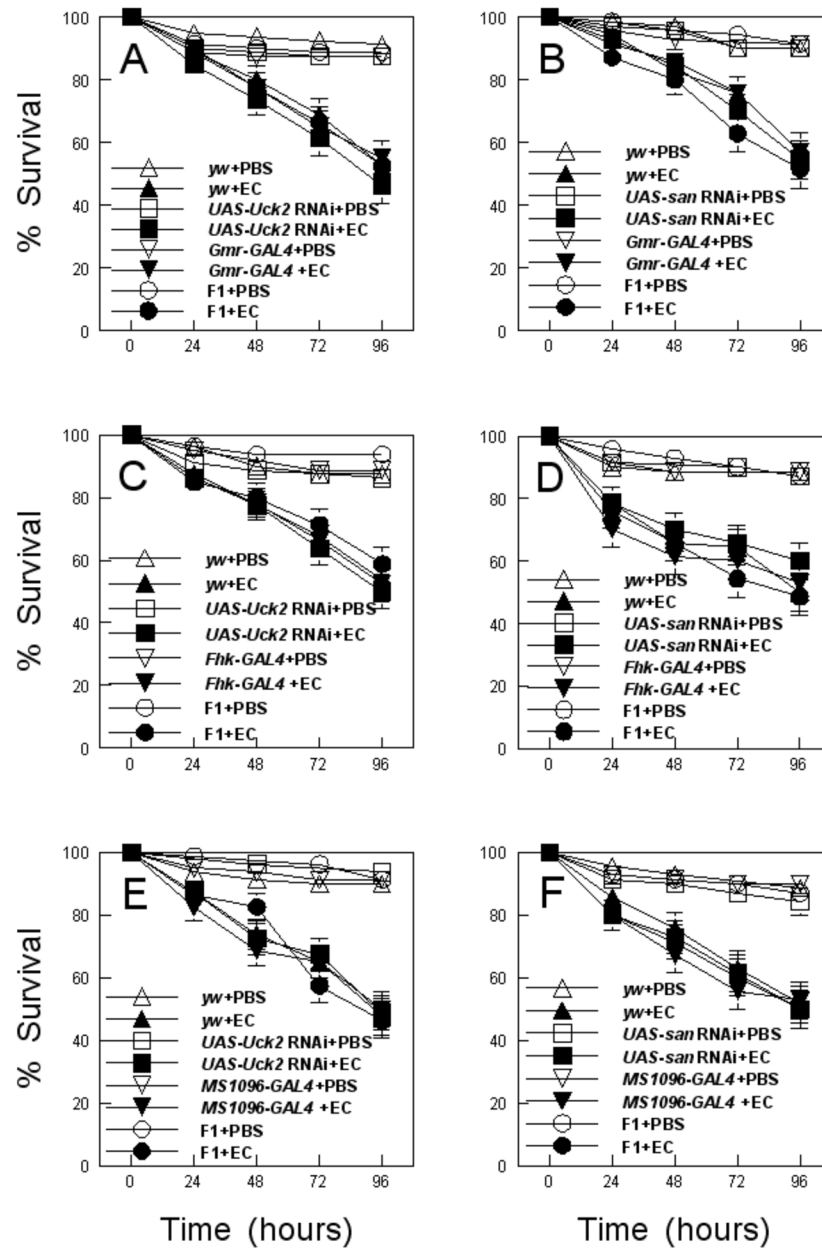 A
% Survival
100
80
60
40
20
0
yw+PBS
yw+EC
UAS-Uck2 RNAi+PBS
UAS-Uck2 RNAi+EC
Gmr-GAL4+PBS
Gmr-GAL4 +EC
F1+PBS
F1+EC
0 24 48 72 96
B
100
80
60
40
20
0
yw+PBS
yw+EC
UAS-san RNAi+PBS
UAS-san RNAi+EC
Gmr-GAL4+PBS
Gmr-GAL4 +EC
F1+PBS
F1+EC
0 24 48 72 96
C
% Survival
100
80
60
40
20
0
yw+PBS
yw+EC
UAS-Uck2 RNAi+PBS
UAS-Uck2 RNAi+EC
Fhk-GAL4+PBS
Fhk-GAL4 +EC
F1+PBS
F1+EC
0 24 48 72 96
D
100
80
60
40
20
0
yw+PBS
yw+EC
UAS-san RNAi+PBS
UAS-san RNAi+EC
Fhk-GAL4+PBS
Fhk-GAL4 +EC
F1+PBS
F1+EC
0 24 48 72 96
E
% Survival
100
80
60
40
20
0
yw+PBS
yw+EC
UAS-Uck2 RNAi+PBS
UAS-Uck2 RNAi+EC
MS1096-GAL4+PBS
MS1096-GAL4 +EC
F1+PBS
F1+EC
0 24 48 72 96
Time (hours)
F
100
80
60
40
20
0
yw+PBS
yw+EC
UAS-san RNAi+PBS
UAS-san RNAi+EC
MS1096-GAL4+PBS
MS1096-GAL4 +EC
F1+PBS
F1+EC
0 24 48 72 96
Time (hours)